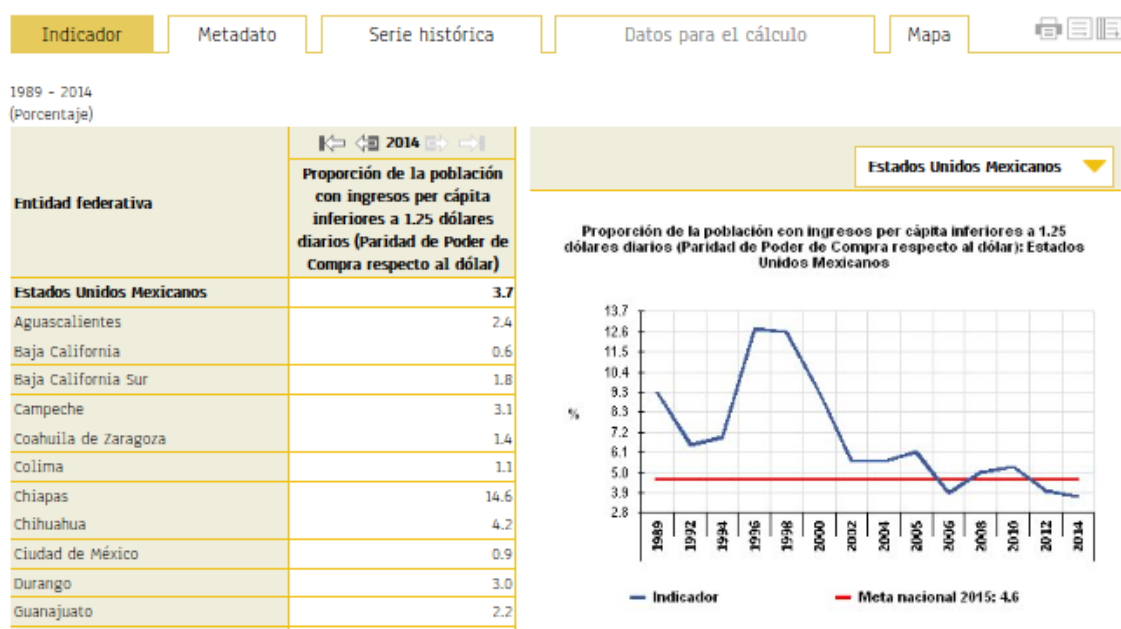 Indicador
Metadato
Serie histórica
Datos para el cálculo
Mapa
1989 - 2014
(Porcentaje)
Entidad federativa
2014
Proporción de la población
con ingresos per cápita
inferiores a 1.25 dólares
diarios (Paridad de Poder de
Compra respecto al dólar)
Estados Unidos Mexicanos 3.7
Aguascalientes 2.4
Baja California 0.6
Baja California Sur 1.8
Campeche 3.1
Coahuila de Zaragoza 1.4
Colima 1.1
Chiapas 14.6
Chihuahua 4.2
Ciudad de México 0.9
Durango 3.0
Guanajuato 2.2
Estados Unidos Mexicanos
Proporción de la población con ingresos per cápita inferiores a 1.25
dólares diarios (Paridad de Poder de Compra respecto al dólar): Estados
Unidos Mexicanos
%
13.7
12.6
11.5
10.4
9.3
8.3
7.2
6.1
5.0
3.9
2.8
1989
1992
1994
1996
1998
2000
2002
2004
2005
2006
2008
2010
2012
2014
Indicador
Meta nacional 2015: 4.6